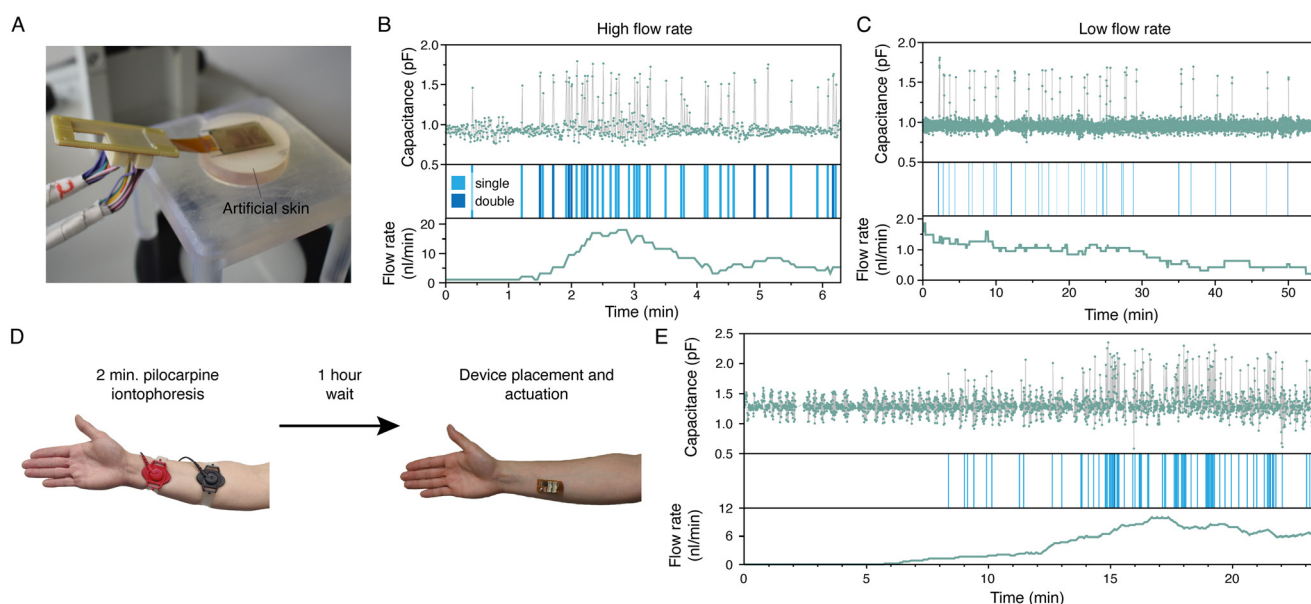 A
Artificial skin
B
High flow rate
Capacitance (pF)
2.0
1.5
1.0
0.5
single
double
Flow rate
(nl/min)
20
10
0
0 1 2 3 4 5 6
Time (min)
C
Low flow rate
Capacitance (pF)
2.0
1.5
1.0
0.5
Flow rate
(nl/min)
2.0
1.0
0.0
0 10 20 30 40 50
Time (min)
D
2 min. pilocarpine
iontophoresis
1 hour
wait
Device placement and
actuation
E
Capacitance (pF)
2.5
2.0
1.5
1.0
0.5
Flow rate
(nl/min)
12
6
0
0 5 10 15 20
Time (min)